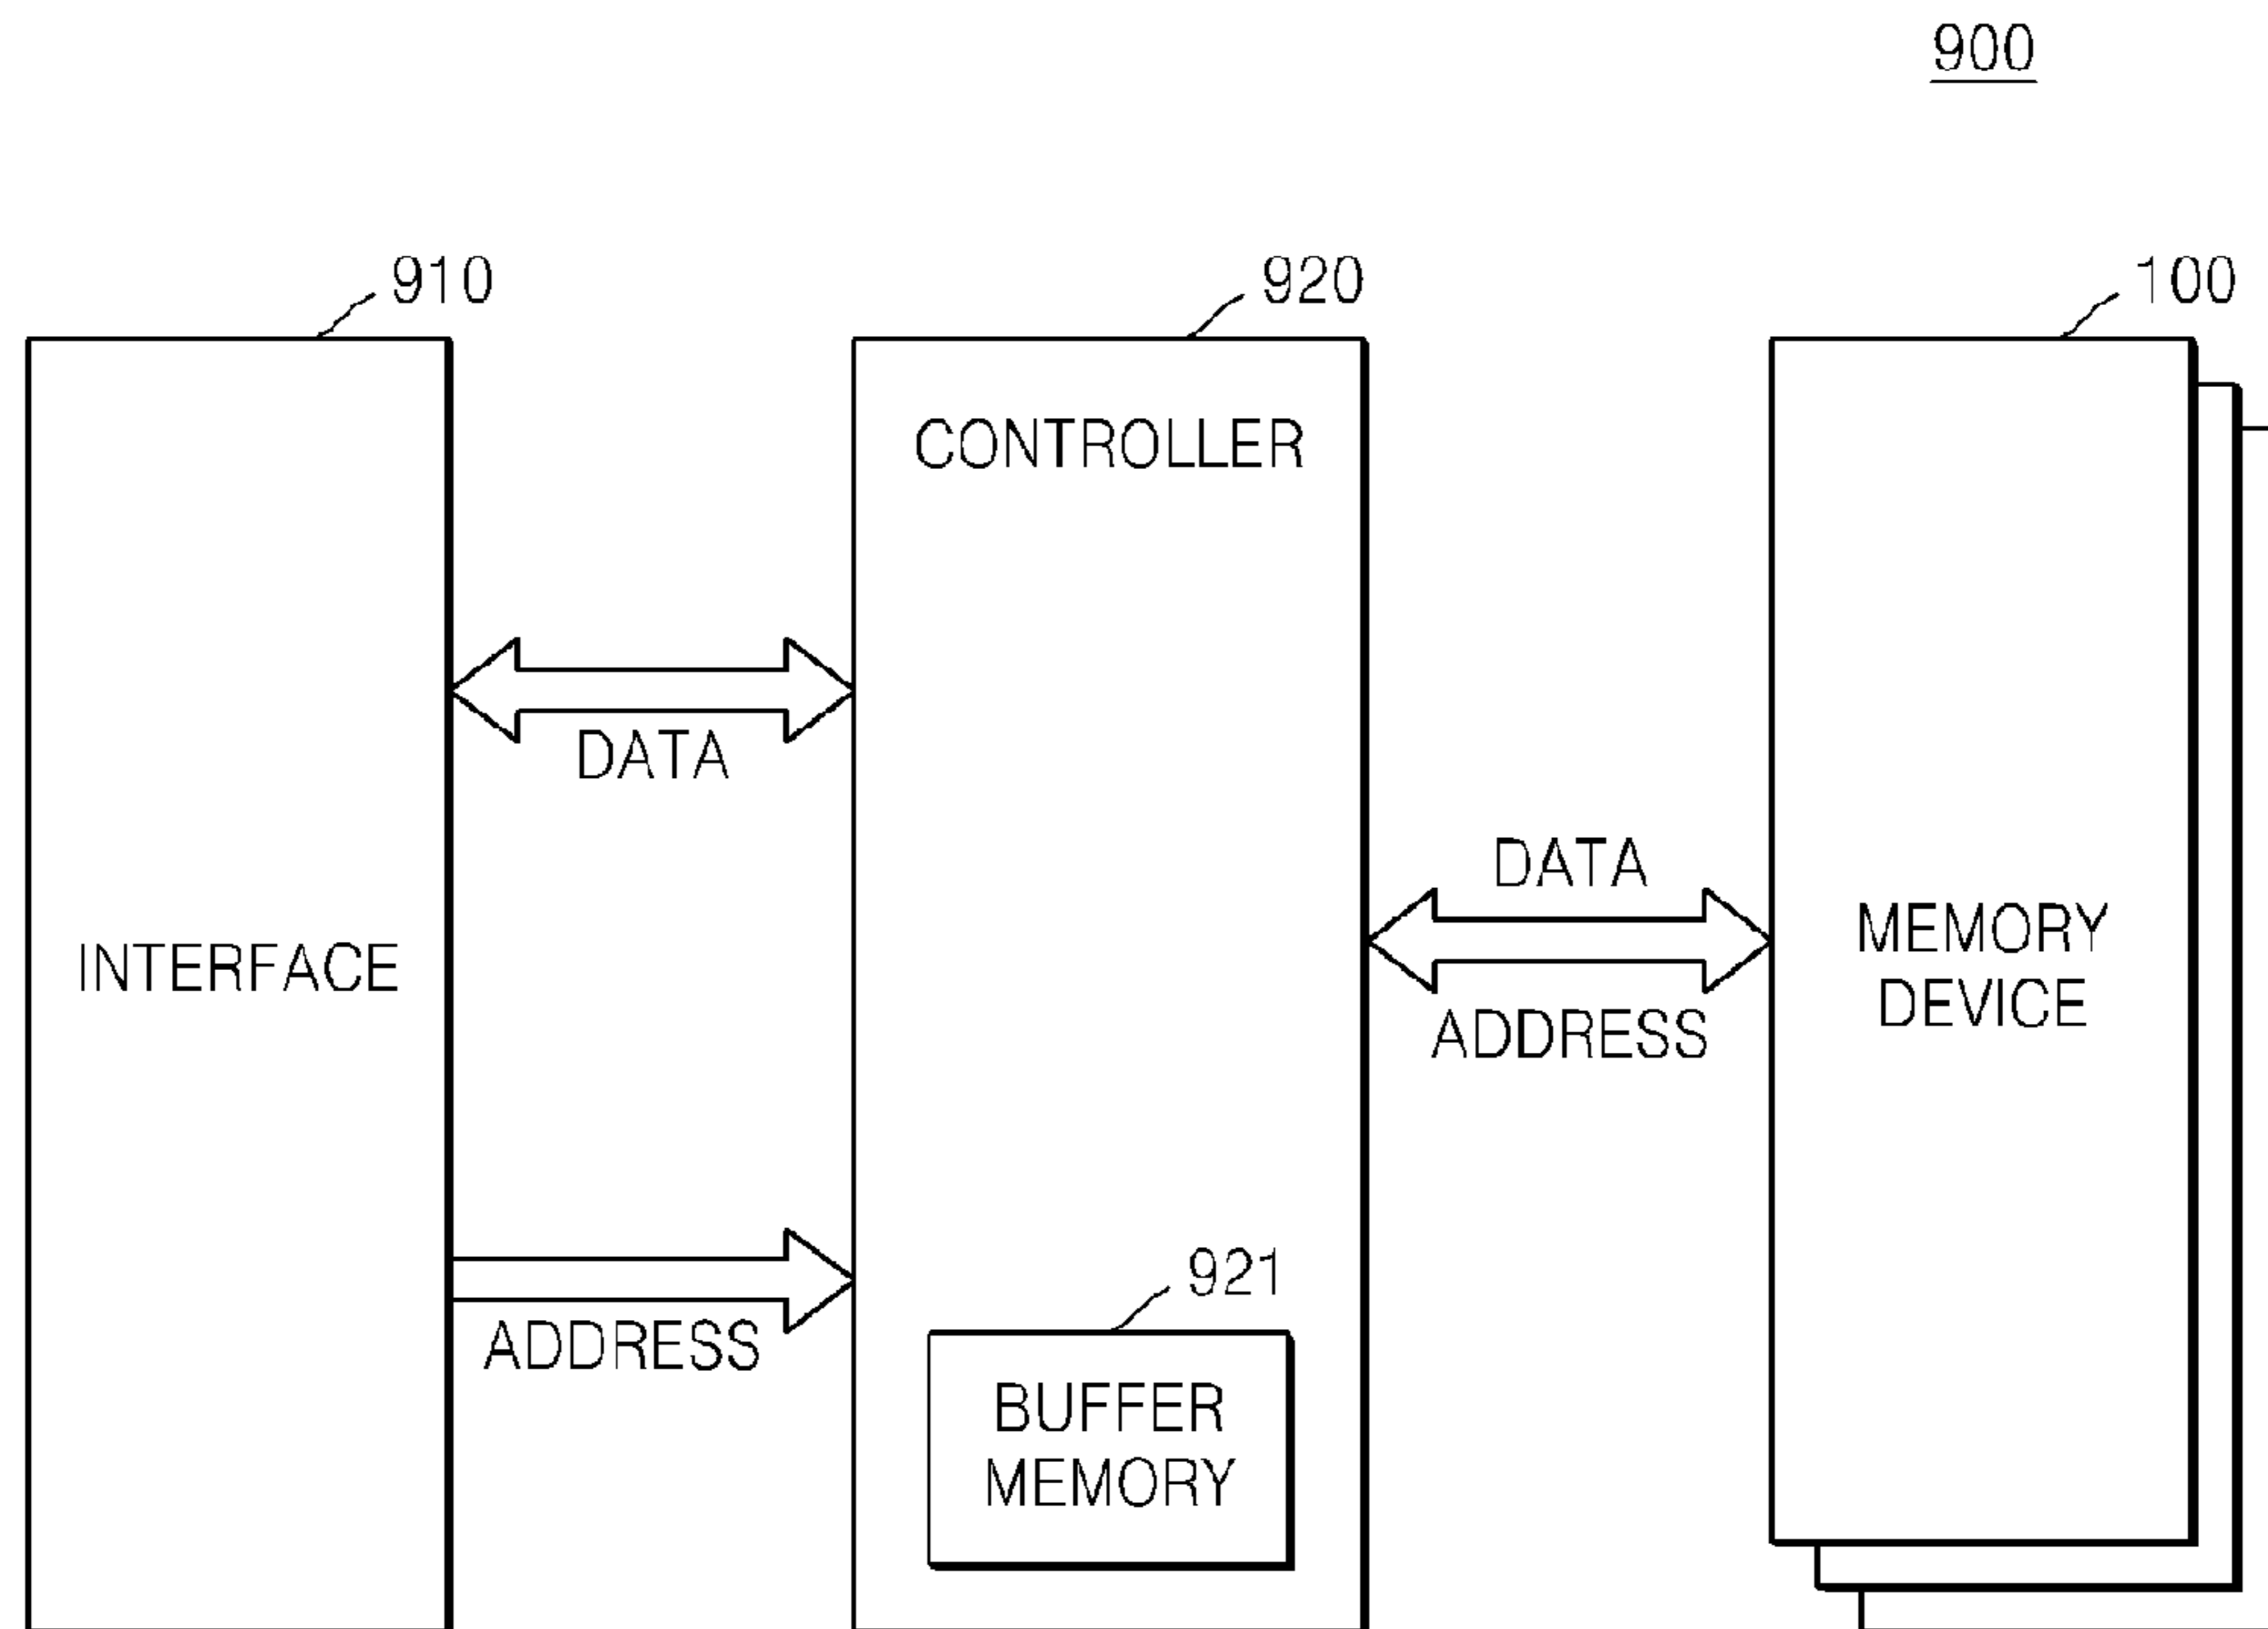 900
910
920
100
CONTROLLER
DATA
DATA
INTERFACE
MEMORY
DEVICE
ADDRESS
921
ADDRESS
BUFFER
MEMORY